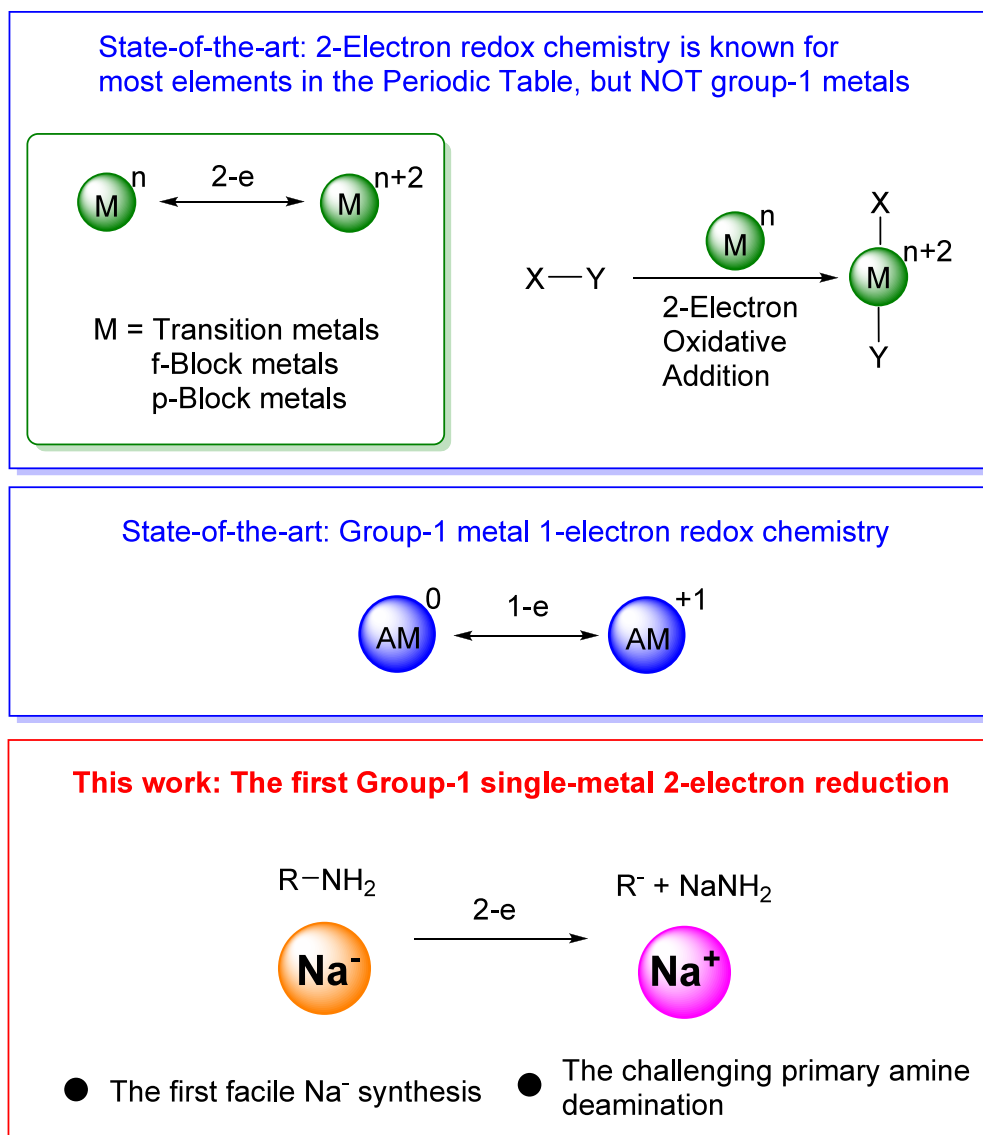 State-of-the-art: 2-Electron redox chemistry is known for
most elements in the Periodic Table, but NOT group-1 metals
M n
2-e
M n+2
M = Transition metals
f-Block metals
p-Block metals
X—Y
M n
2-Electron
Oxidative
Addition
X
M n+2
Y
State-of-the-art: Group-1 metal 1-electron redox chemistry
AM 0
1-e
AM +1
This work: The first Group-1 single-metal 2-electron reduction
R–NH₂
Na⁻
2-e
R⁻ + NaNH₂
Na⁺
● The first facile Na⁻ synthesis
● The challenging primary amine
deamination